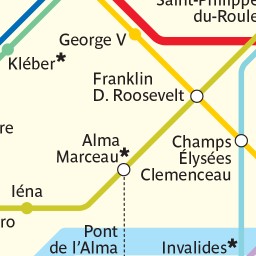 Saint-Philippe
du-Roule
George V
Kléber*
Franklin
D. Roosevelt
re
Alma
Marceau*
Champs
Élysées
Clemenceau
Iéna
ro
Pont
de l'Alma
Invalides*